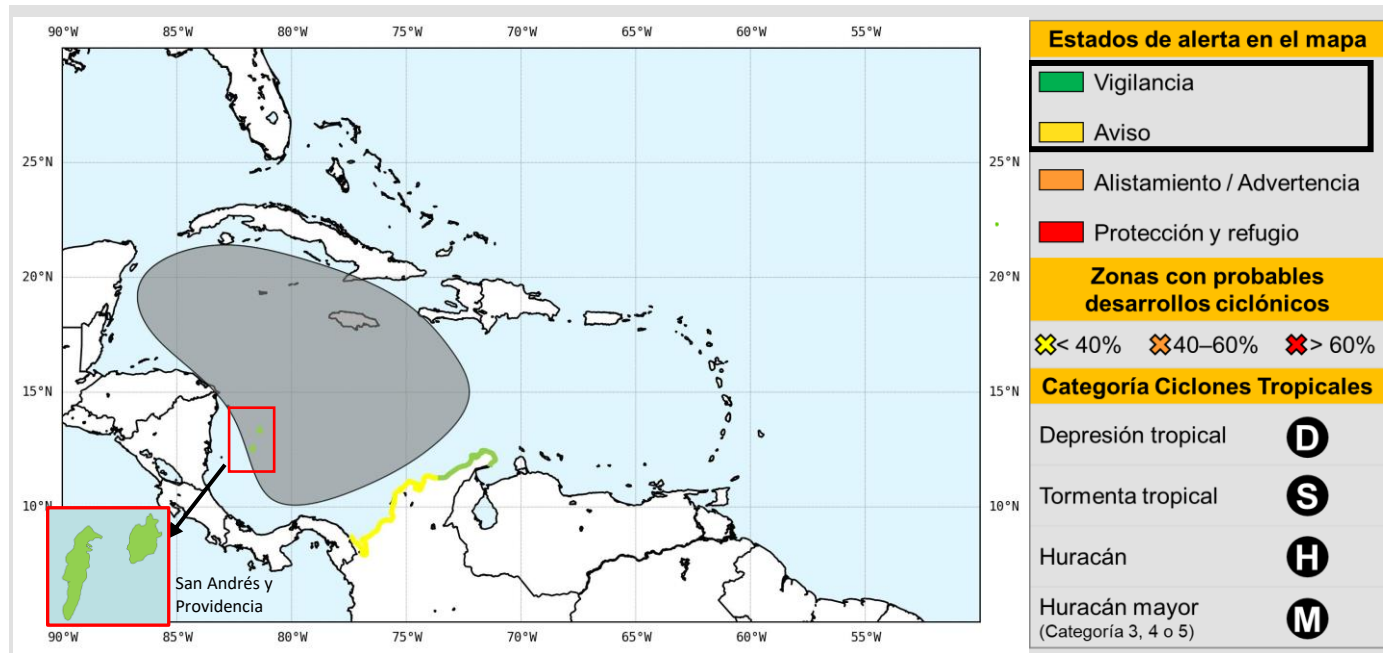 90°W 85°W 80°W 75°W 70°W 65°W 60°W 55°W
25°N 25°N
20°N 20°N
15°N 15°N
10°N 10°N
San Andrés y
Providencia
90°W 85°W 80°W 75°W 70°W 65°W 60°W 55°W
Estados de alerta en el mapa
Vigilancia
Aviso
Alistamiento / Advertencia
Protección y refugio
Zonas con probables
desarrollos ciclónicos
< 40% 40–60% > 60%
Categoría Ciclones Tropicales
Depresión tropical D
Tormenta tropical S
Huracán H
Huracán mayor M
(Categoría 3, 4 o 5)